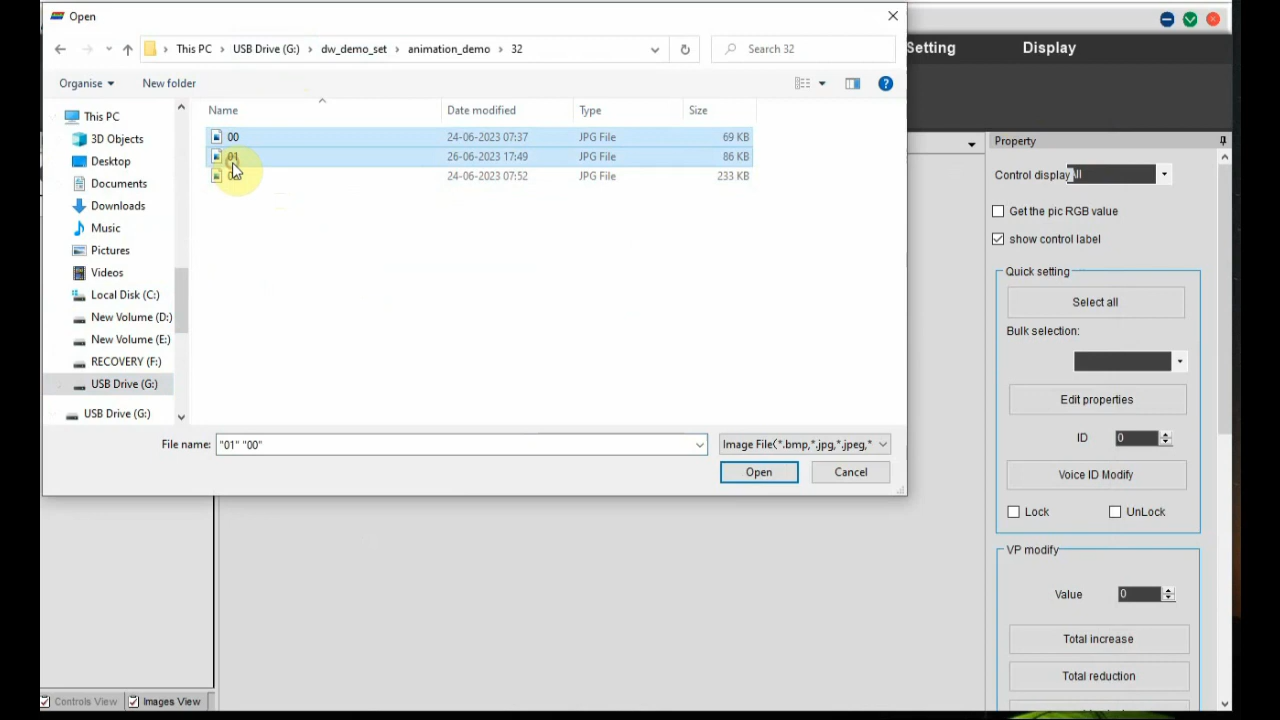 Open
This PC > USB Drive (G:) > dw_demo_set > animation_demo > 32
Search 32
Setting
Display
Organise
New folder
Name
Date modified
Type
Size
This PC
3D Objects
Desktop
Documents
Downloads
Music
Pictures
Videos
Local Disk (C:)
New Volume (D:)
New Volume (E:)
RECOVERY (F:)
USB Drive (G:)
USB Drive (G:)
00 24-06-2023 07:37 JPG File 69 KB
01 26-06-2023 17:49 JPG File 86 KB
24-06-2023 07:52 JPG File 233 KB
File name: "01" "00"
Image File(*.bmp,*.jpg,*.jpeg,*
Open
Cancel
Property
Control display All
Get the pic RGB value
show control label
Quick setting
Select all
Bulk selection:
Edit properties
ID 0
Voice ID Modify
Lock
UnLock
VP modify
Value 0
Total increase
Total reduction
Controls View
Images View